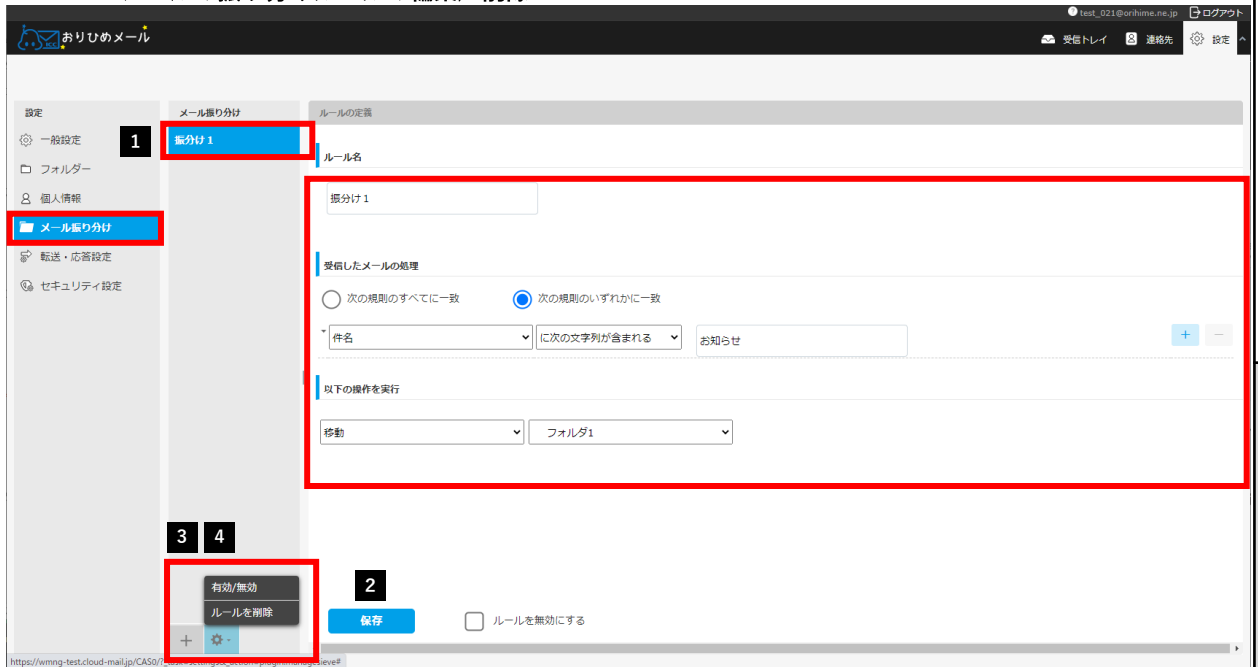 test_021@orihime.ne.jp ログアウト
おりひめメール
受信トレイ 連絡先 設定
設定 メール振り分け ルールの定義
一般設定 1 振分け 1
ルール名
フォルダー
個人情報 振分け 1
メール振り分け
転送・応答設定 受信したメールの処理
セキュリティ設定
次の規則のすべてに一致 次の規則のいずれかに一致
件名 に次の文字列が含まれる お知らせ + −
以下の操作を実行
移動 フォルダ1
3 4
有効/無効 2
ルールを削除 保存 ルールを無効にする
+
https://wmng-test.cloud-mail.jp/CAS0/?_